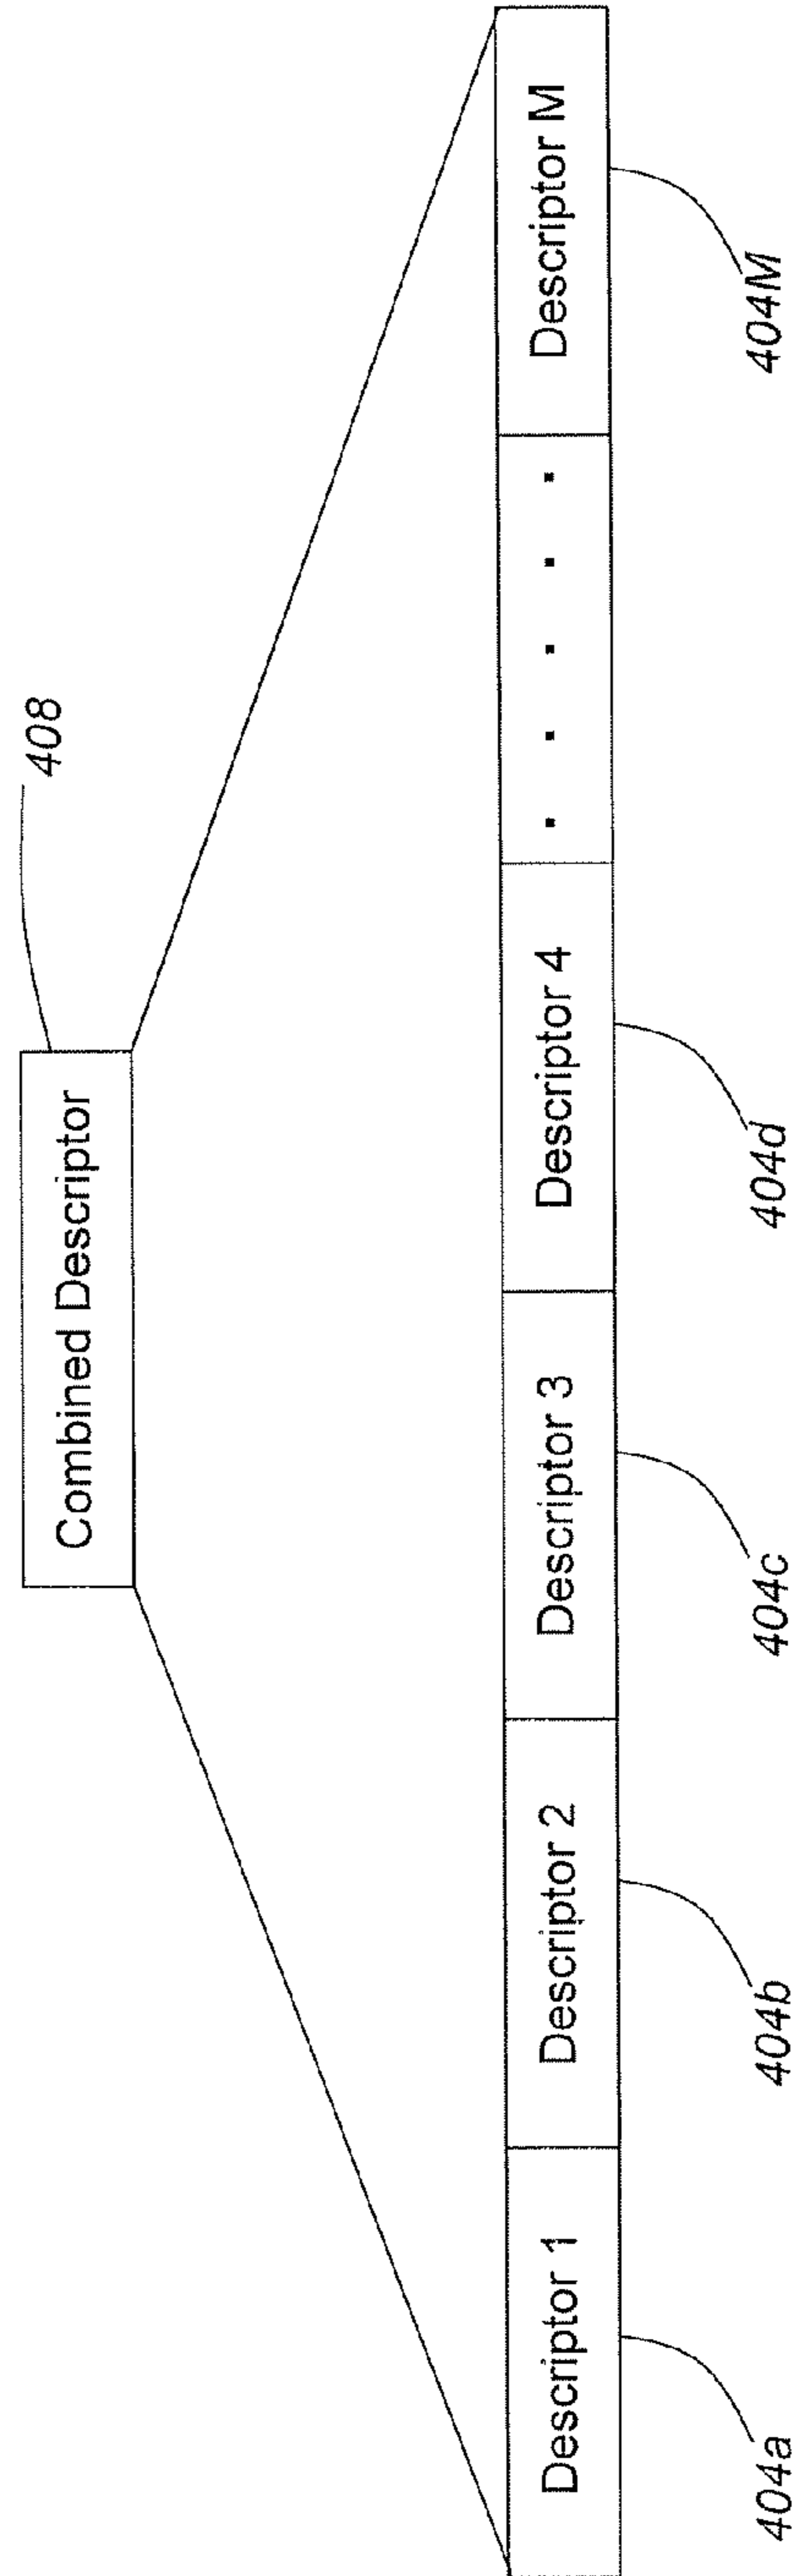 408
Combined Descriptor
Descriptor 1
Descriptor 2
Descriptor 3
Descriptor 4
. . . . .
Descriptor M
404a
404b
404c
404d
404M